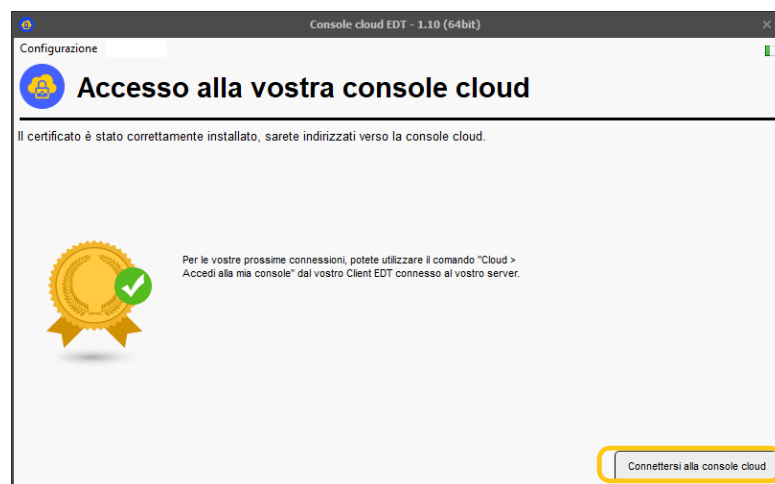 Console cloud EDT - 1.10 (64bit)
Configurazione
Accesso alla vostra console cloud
Il certificato è stato correttamente installato, sarete indirizzati verso la console cloud.
Per le vostre prossime connessioni, potete utilizzare il comando "Cloud >
Accedi alla mia console" dal vostro Client EDT connesso al vostro server.
Connettersi alla console cloud